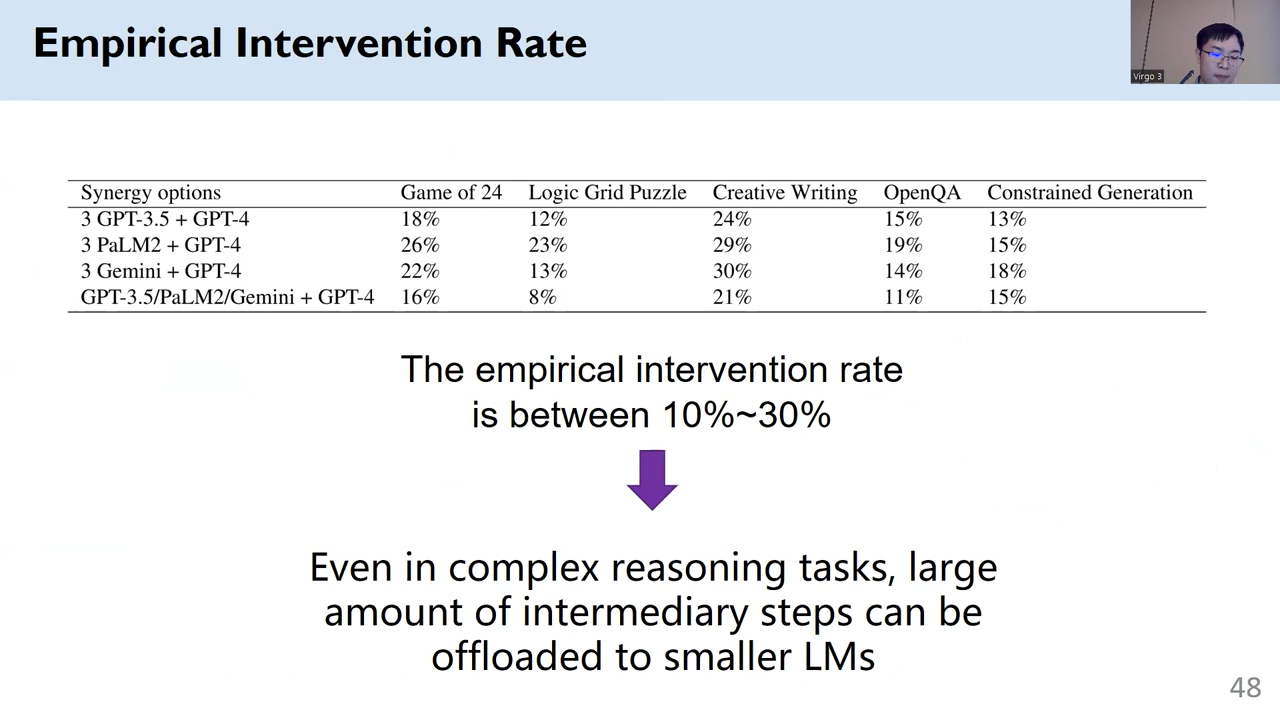 Empirical Intervention Rate
Virgo 3
Synergy options Game of 24 Logic Grid Puzzle Creative Writing OpenQA Constrained Generation
3 GPT-3.5 + GPT-4 18% 12% 24% 15% 13%
3 PaLM2 + GPT-4 26% 23% 29% 19% 15%
3 Gemini + GPT-4 22% 13% 30% 14% 18%
GPT-3.5/PaLM2/Gemini + GPT-4 16% 8% 21% 11% 15%
The empirical intervention rate
is between 10%~30%
Even in complex reasoning tasks, large
amount of intermediary steps can be
offloaded to smaller LMs
48